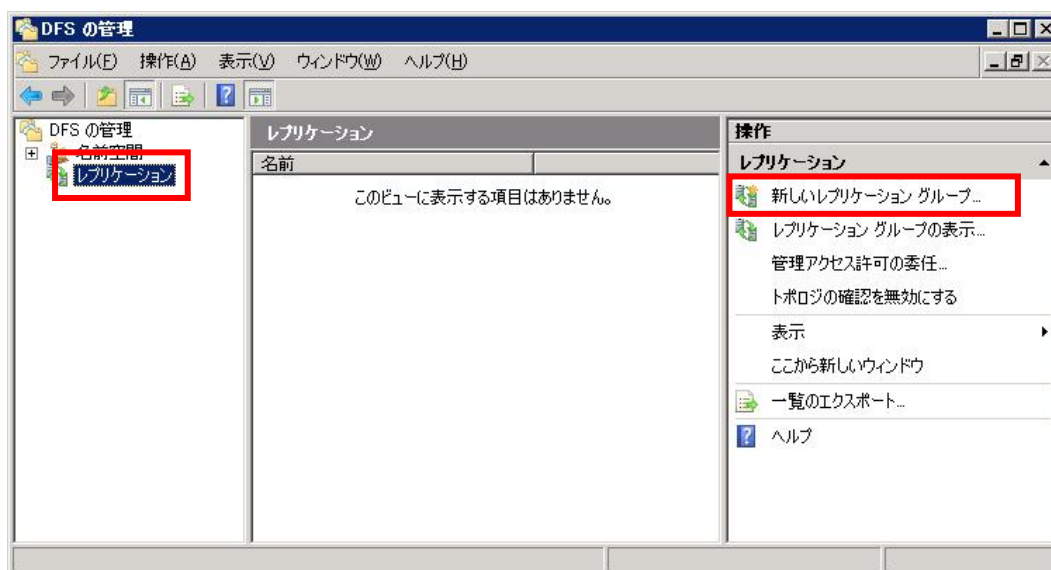 DFS の管理
ファイル(F) 操作(A) 表示(V) ウィンドウ(W) ヘルプ(H)
DFS の管理
名前空間
レプリケーション
レプリケーション
名前
このビューに表示する項目はありません。
操作
レプリケーション
新しいレプリケーション グループ...
レプリケーション グループの表示...
管理アクセス許可の委任...
トポロジの確認を無効にする
表示
ここから新しいウィンドウ
一覧のエクスポート...
ヘルプ